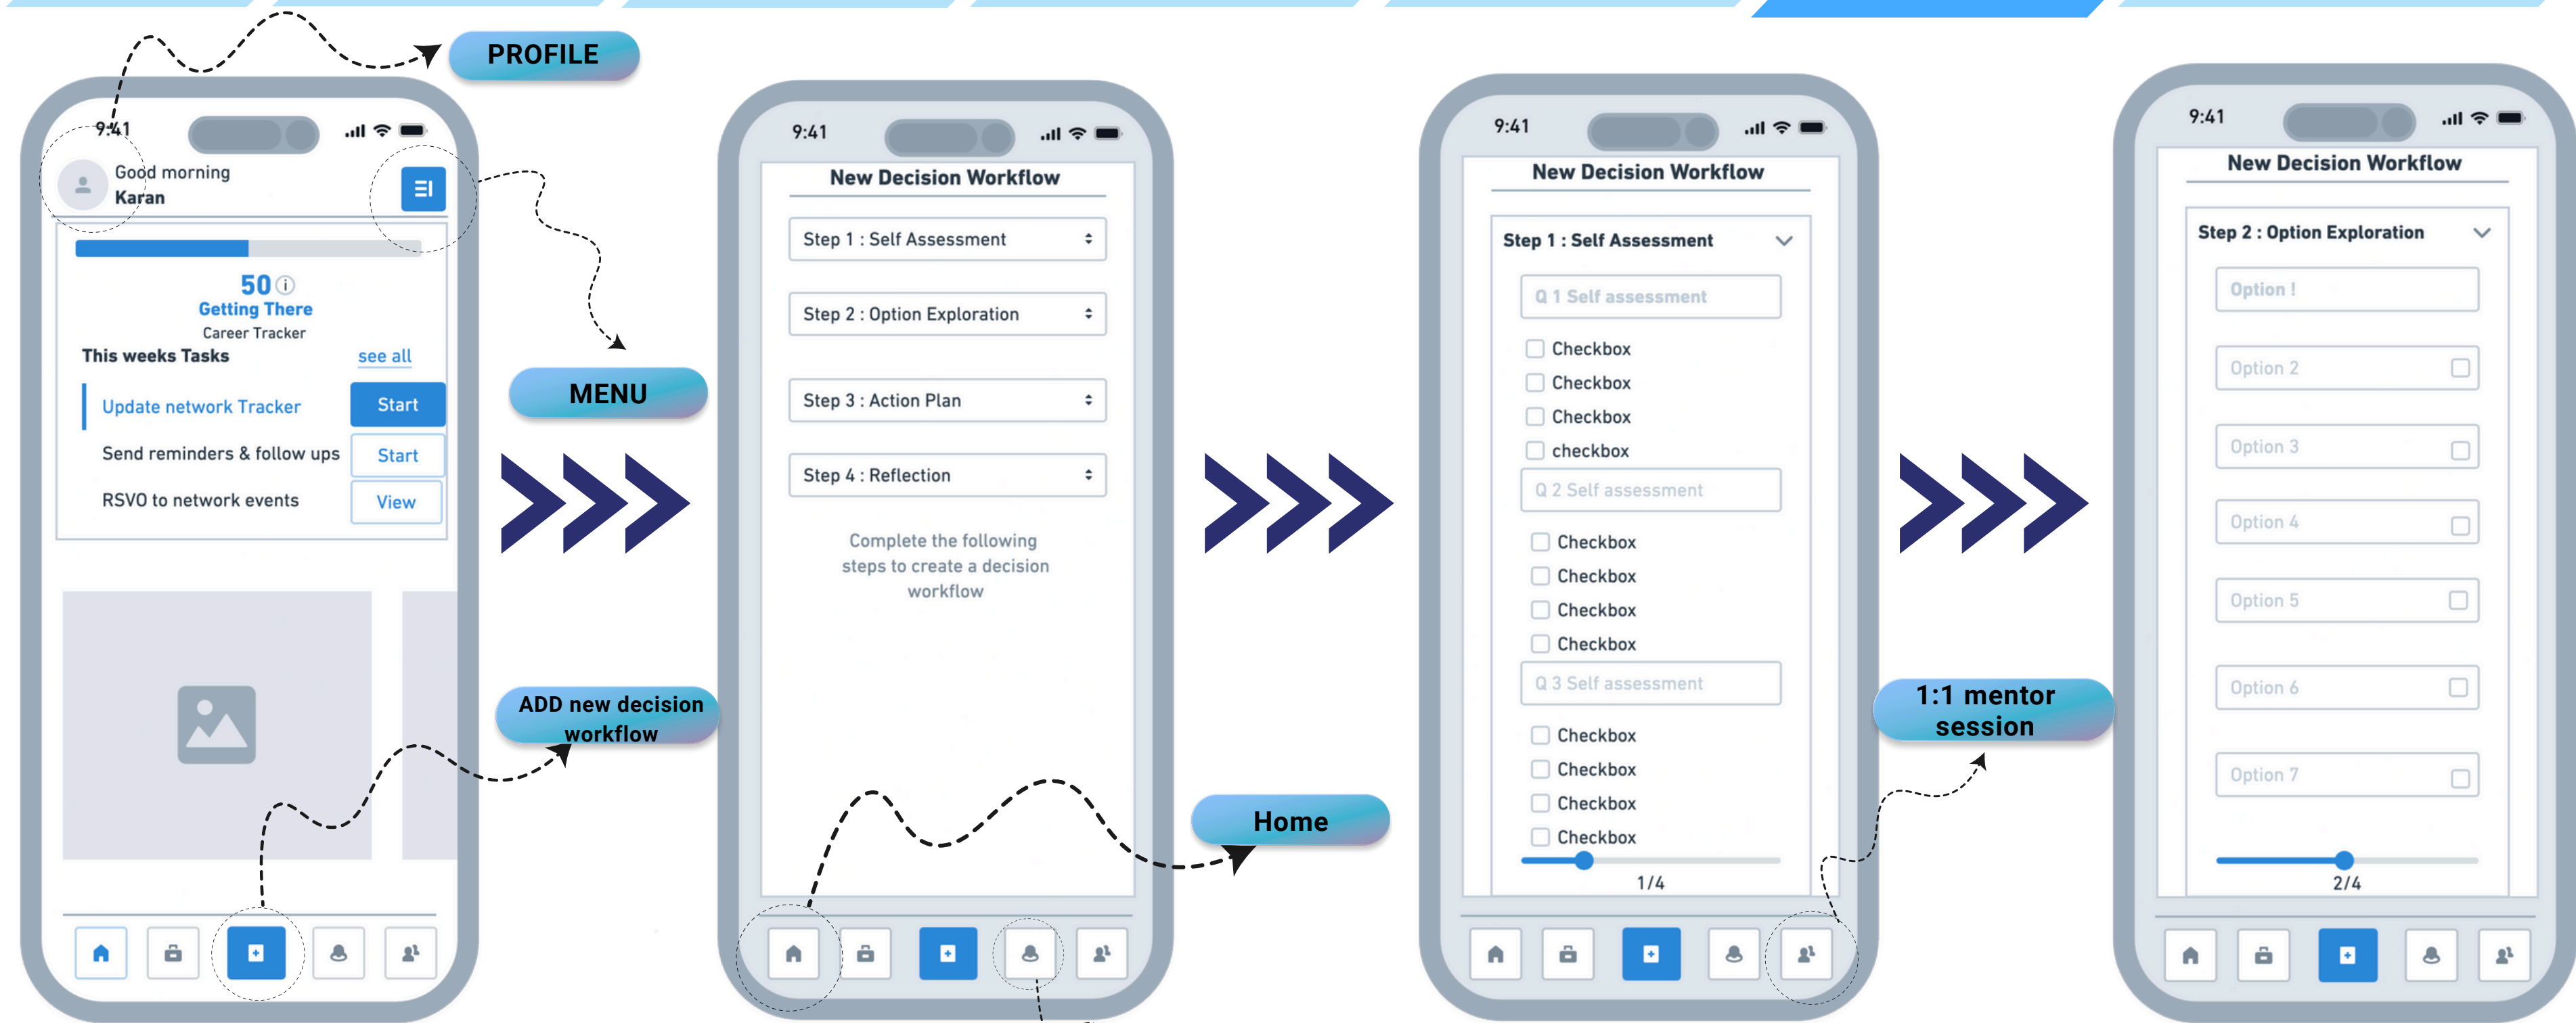 PROFILE
9:41
Good morning
Karan
50
Getting There
Career Tracker
This weeks Tasks
see all
Update network Tracker
Start
Send reminders & follow ups
Start
RSVO to network events
View
MENU
ADD new decision
workflow
9:41
New Decision Workflow
Step 1 : Self Assessment
Step 2 : Option Exploration
Step 3 : Action Plan
Step 4 : Reflection
Complete the following
steps to create a decision
workflow
Home
9:41
New Decision Workflow
Step 1 : Self Assessment
Q 1 Self assessment
Checkbox
Checkbox
Checkbox
checkbox
Q 2 Self assessment
Checkbox
Checkbox
Checkbox
Checkbox
Q 3 Self assessment
Checkbox
Checkbox
Checkbox
Checkbox
1/4
1:1 mentor
session
9:41
New Decision Workflow
Step 2 : Option Exploration
Option !
Option 2
Option 3
Option 4
Option 5
Option 6
Option 7
2/4